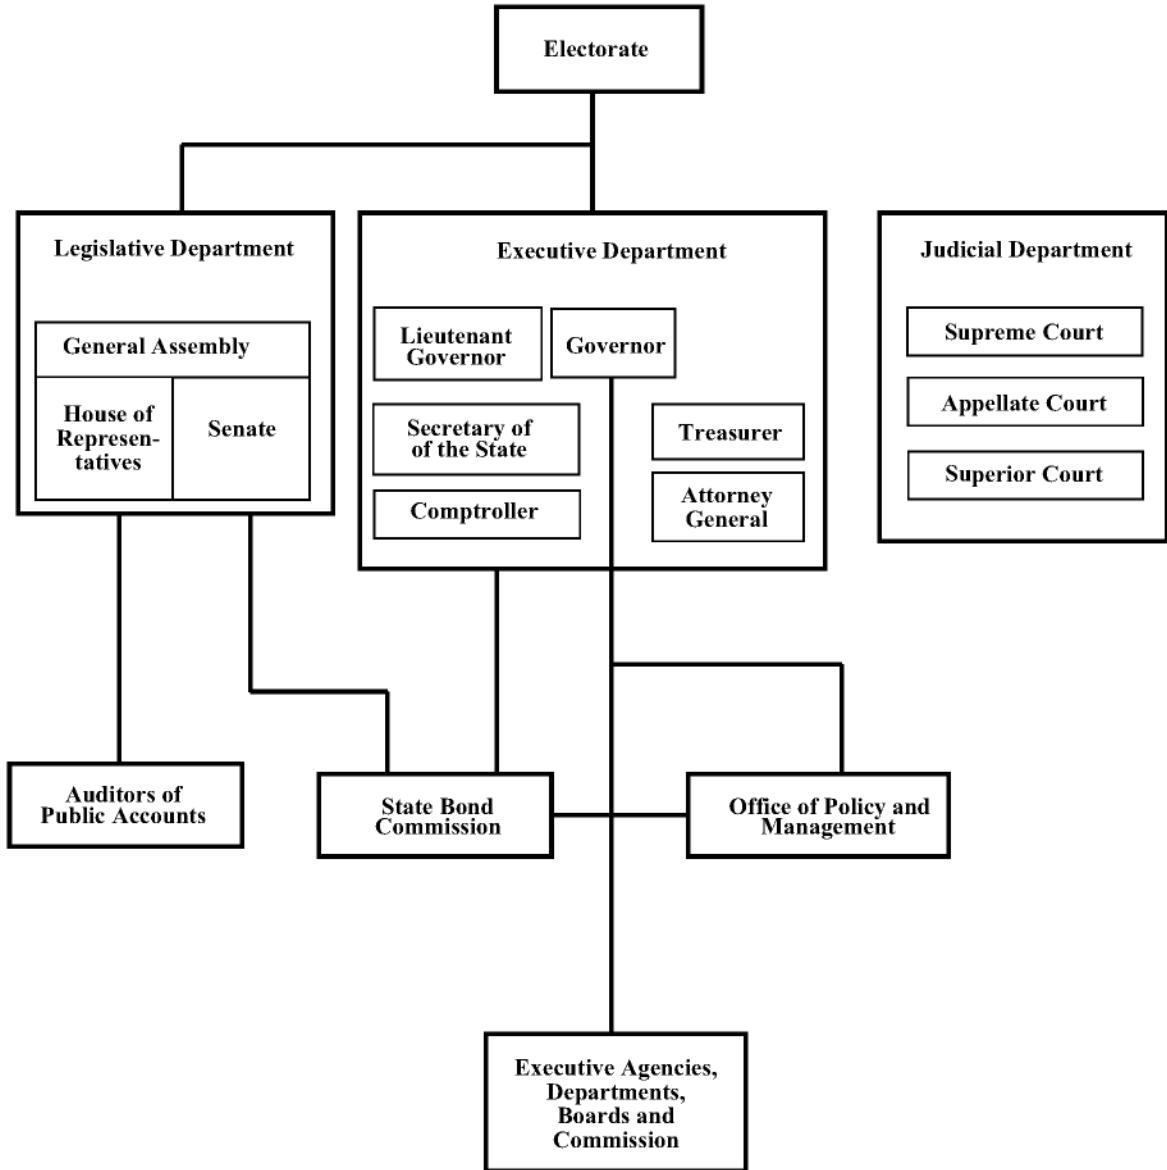 Electorate
Legislative Department
General Assembly
House of
Represen-
tatives
Senate
Executive Department
Lieutenant
Governor
Governor
Secretary of
of the State
Treasurer
Comptroller
Attorney
General
Judicial Department
Supreme Court
Appellate Court
Superior Court
Auditors of
Public Accounts
State Bond
Commission
Office of Policy and
Management
Executive Agencies,
Departments,
Boards and
Commission